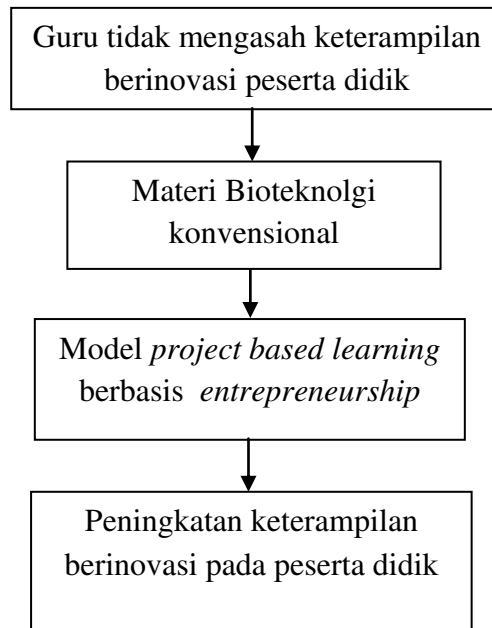 Guru tidak mengasah keterampilan
berinovasi peserta didik
Materi Bioteknolgi
konvensional
Model project based learning
berbasis entrepreneurship
Peningkatan keterampilan
berinovasi pada peserta didik